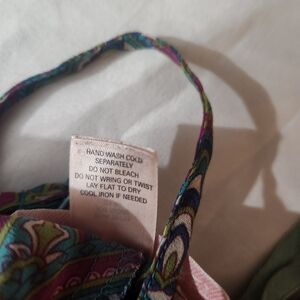 HAND WASH COLD
SEPARATELY
DO NOT BLEACH
DO NOT WRING OR TWIST
LAY FLAT TO DRY
COOL IRON IF NEEDED